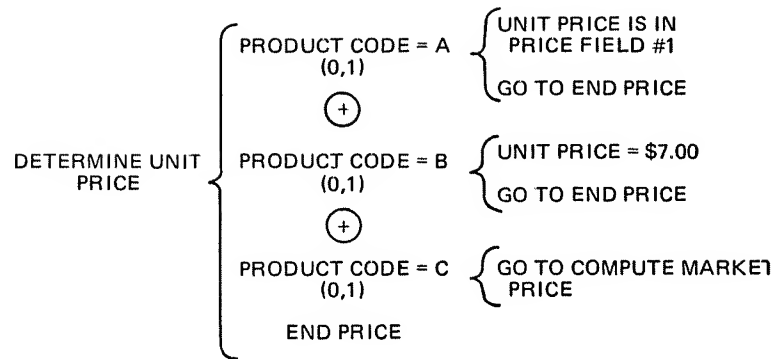 DETERMINE UNIT
PRICE
PRODUCT CODE = A
(0,1)
UNIT PRICE IS IN
PRICE FIELD #1
GO TO END PRICE
+
PRODUCT CODE = B
(0,1)
UNIT PRICE = $7.00
GO TO END PRICE
+
PRODUCT CODE = C
(0,1)
GO TO COMPUTE MARKET
PRICE
END PRICE